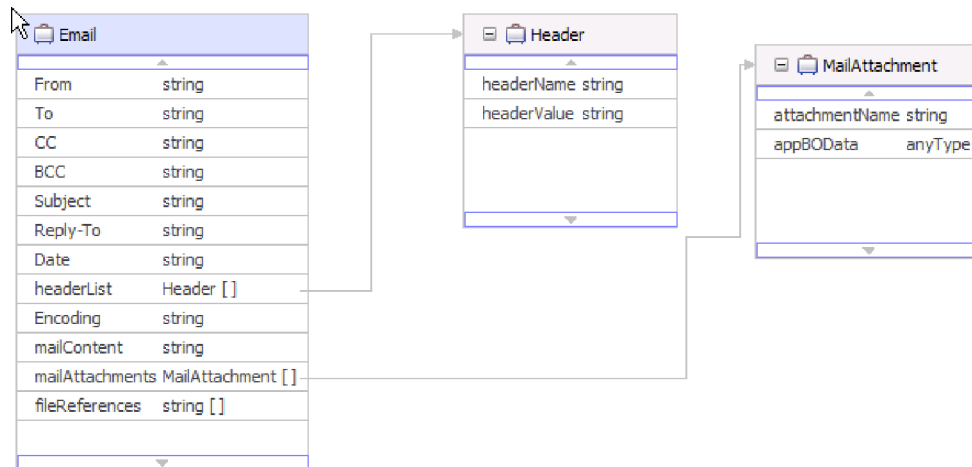 Email
From string
To string
CC string
BCC string
Subject string
Reply-To string
Date string
headerList Header [ ]
Encoding string
mailContent string
mailAttachments MailAttachment [ ]
fileReferences string [ ]
Header
headerName string
headerValue string
MailAttachment
attachmentName string
appBOData anyType